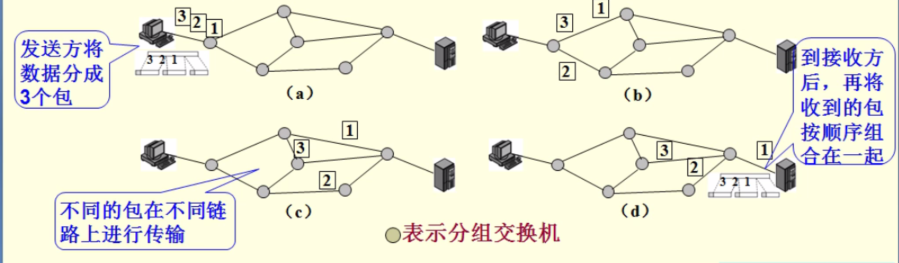 3 2 1
发送方将
数据分成
3个包
3 2 1
(a)
1
3
2
(b)
到接收方
后，再将
收到的包
按顺序组
合在一起
1
3
2
(c)
不同的包在不同链
路上进行传输
3
2
1
3 2 1
(d)
表示分组交换机